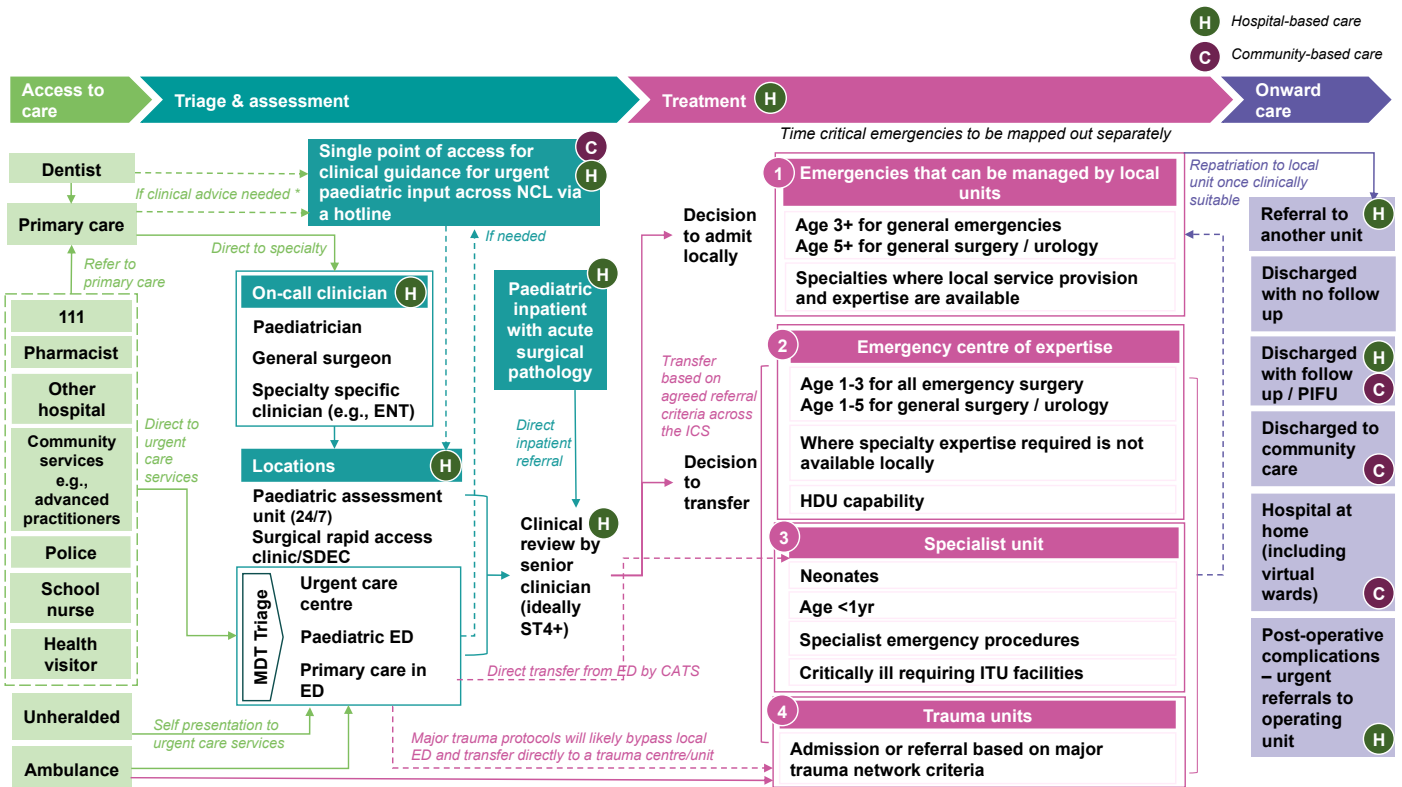 H Hospital-based care
C Community-based care
Access to
care
Triage & assessment
Treatment H
Onward
care
Time critical emergencies to be mapped out separately
Dentist
If clinical advice needed *
Primary care
Refer to
primary care
111
Pharmacist
Other
hospital
Community
services
e.g.,
advanced
practitioners
Police
School
nurse
Health
visitor
Unheralded
Ambulance
Direct to
urgent
care
services
Self presentation to
urgent care services
C
H
Single point of access for
clinical guidance for urgent
paediatric input across NCL via
a hotline
Direct to specialty
If needed
On-call clinician H
Paediatrician
General surgeon
Specialty specific
clinician (e.g., ENT)
Locations H
Paediatric assessment
unit (24/7)
Surgical rapid access
clinic/SDEC
MDT Triage
Urgent care
centre
Paediatric ED
Primary care in
ED
H
Paediatric
inpatient
with acute
surgical
pathology
Direct
inpatient
referral
Clinical H
review by
senior
clinician
(ideally
ST4+)
Direct transfer from ED by CATS
Major trauma protocols will likely bypass local
ED and transfer directly to a trauma centre/unit
Decision
to admit
locally
Transfer
based on
agreed referral
criteria across
the ICS
Decision
to
transfer
1 Emergencies that can be managed by local
units
Age 3+ for general emergencies
Age 5+ for general surgery / urology
Specialties where local service provision
and expertise are available
2 Emergency centre of expertise
Age 1-3 for all emergency surgery
Age 1-5 for general surgery / urology
Where specialty expertise required is not
available locally
HDU capability
3 Specialist unit
Neonates
Age <1yr
Specialist emergency procedures
Critically ill requiring ITU facilities
4 Trauma units
Admission or referral based on major
trauma network criteria
Repatriation to local
unit once clinically
suitable
Referral to H
another unit
Discharged
with no follow
up
Discharged H
with follow
up / PIFU C
Discharged to
community
care C
Hospital at
home
(including
virtual
wards) C
Post-operative
complications
– urgent
referrals to
operating
unit H